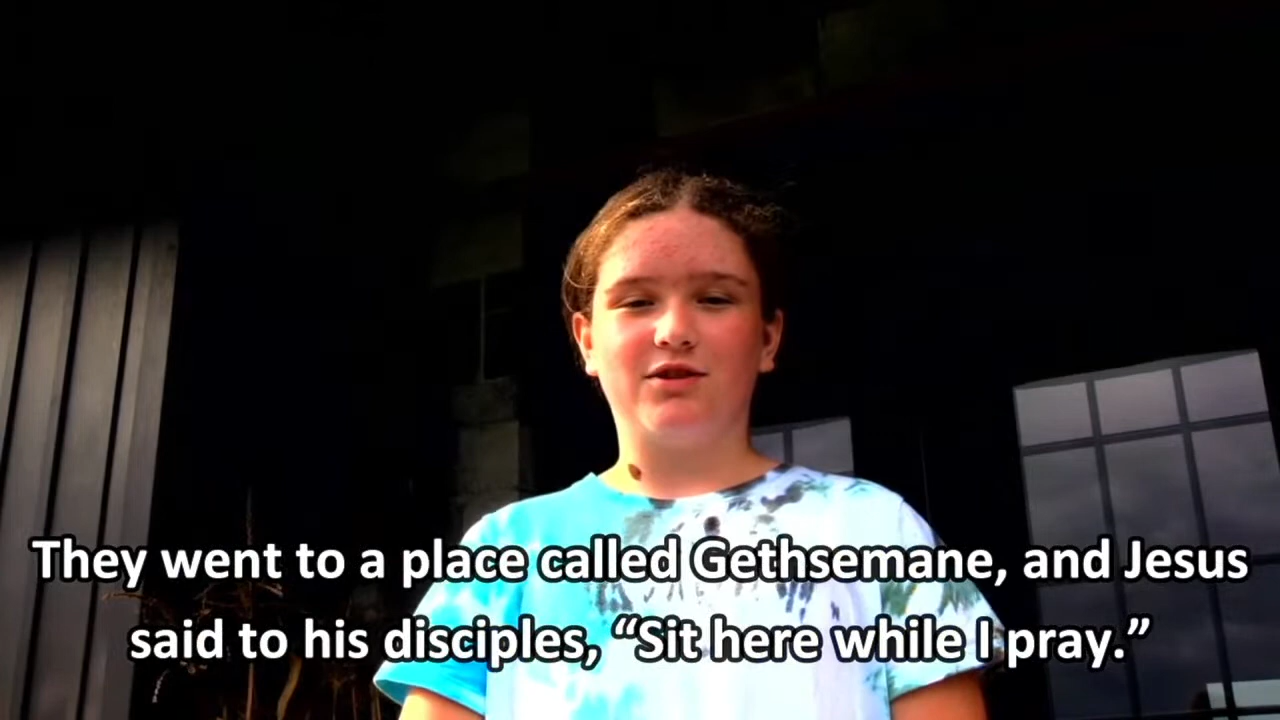 They went to a place called Gethsemane, and Jesus
said to his disciples, “Sit here while I pray.”